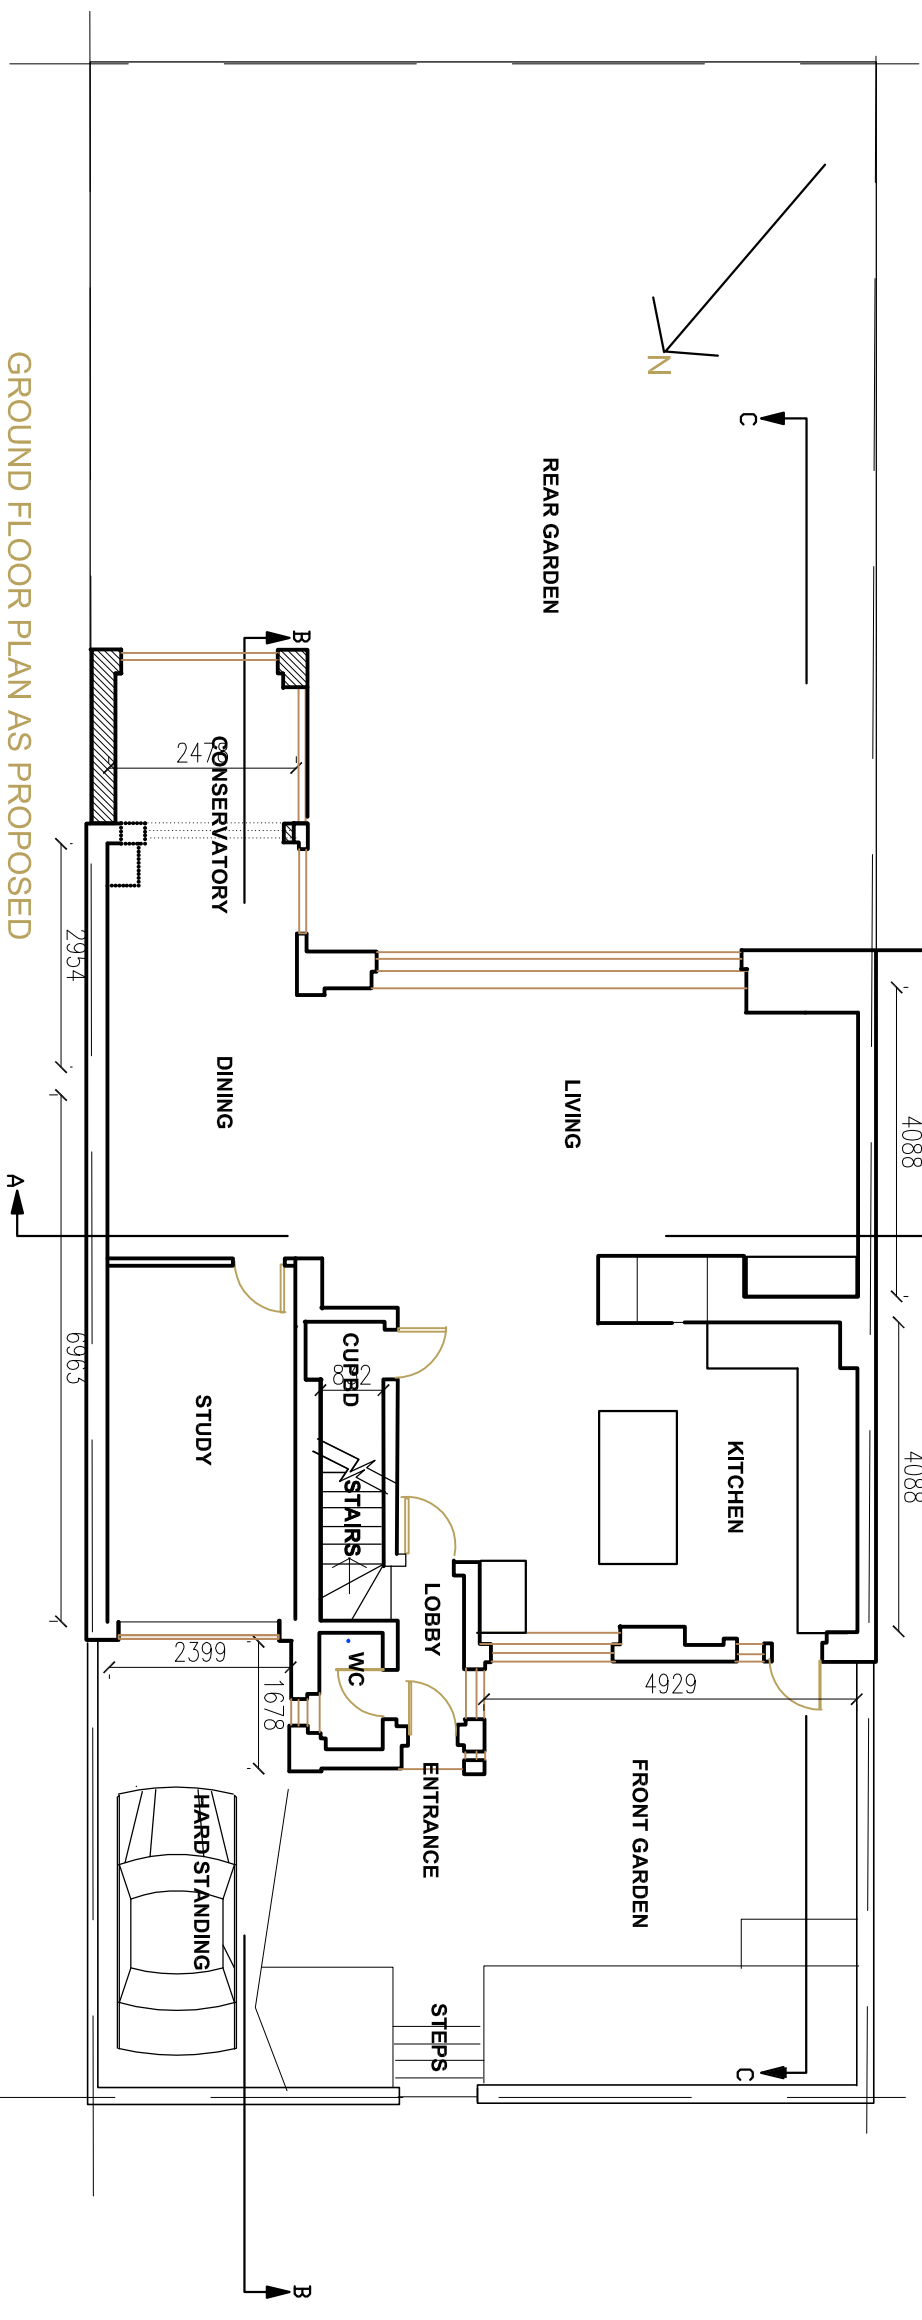 GROUND FLOOR PLAN AS PROPOSED
N
C
REAR GARDEN
B
CONSERVATORY
2954
4088
DINING
LIVING
A
6963
CUPBD
STUDY
KITCHEN
4088
STAIRS
LOBBY
WC
2399
1678
4929
ENTRANCE
FRONT GARDEN
HARD STANDING
STEPS
C
B